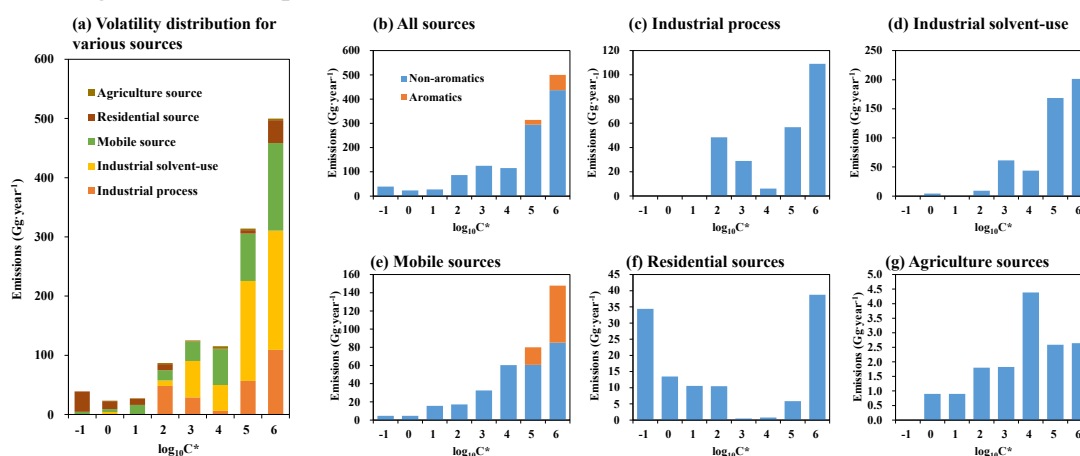 (a) Volatility distribution for
various sources
600
500
400
300
200
100
0
Emissions (Gg·year⁻¹)
Agriculture source
Residential source
Mobile source
Industrial solvent-use
Industrial process
-1 0 1 2 3 4 5 6
log₁₀C*
(b) All sources
600
500
400
300
200
100
0
Emissions (Gg·year⁻¹)
Non-aromatics
Aromatics
-1 0 1 2 3 4 5 6
log₁₀C*
(c) Industrial process
120
100
80
60
40
20
0
Emissions (Gg·year⁻¹)
-1 0 1 2 3 4 5 6
log₁₀C*
(d) Industrial solvent-use
250
200
150
100
50
0
Emissions (Gg·year⁻¹)
-1 0 1 2 3 4 5 6
log₁₀C*
(e) Mobile sources
160
140
120
100
80
60
40
20
0
Emissions (Gg·year⁻¹)
-1 0 1 2 3 4 5 6
log₁₀C*
(f) Residential sources
45
40
35
30
25
20
15
10
5
0
Emissions (Gg·year⁻¹)
-1 0 1 2 3 4 5 6
log₁₀C*
(g) Agriculture sources
5.0
4.5
4.0
3.5
3.0
2.5
2.0
1.5
1.0
0.5
0.0
Emissions (Gg·year⁻¹)
-1 0 1 2 3 4 5 6
log₁₀C*